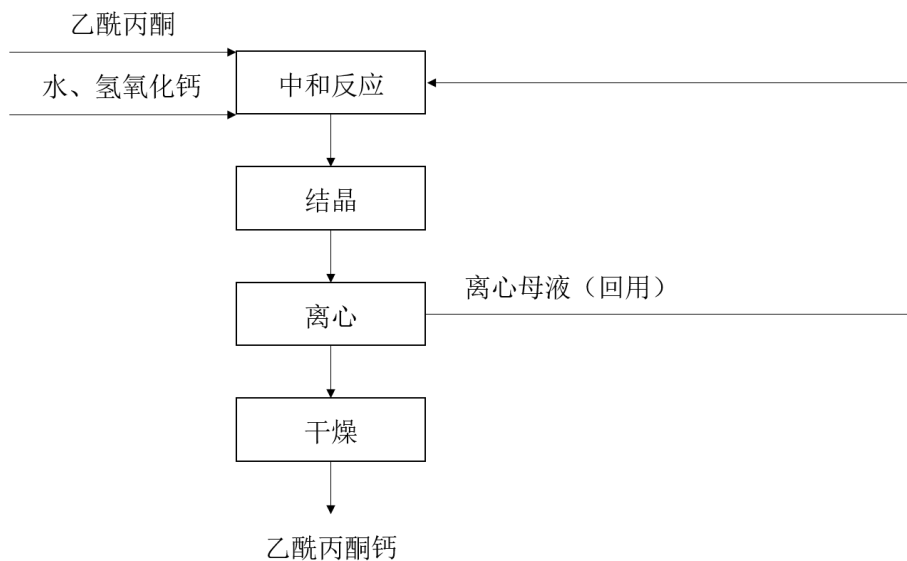 乙酰丙酮
水、氢氧化钙
中和反应
结晶
离心母液（回用）
离心
干燥
乙酰丙酮钙